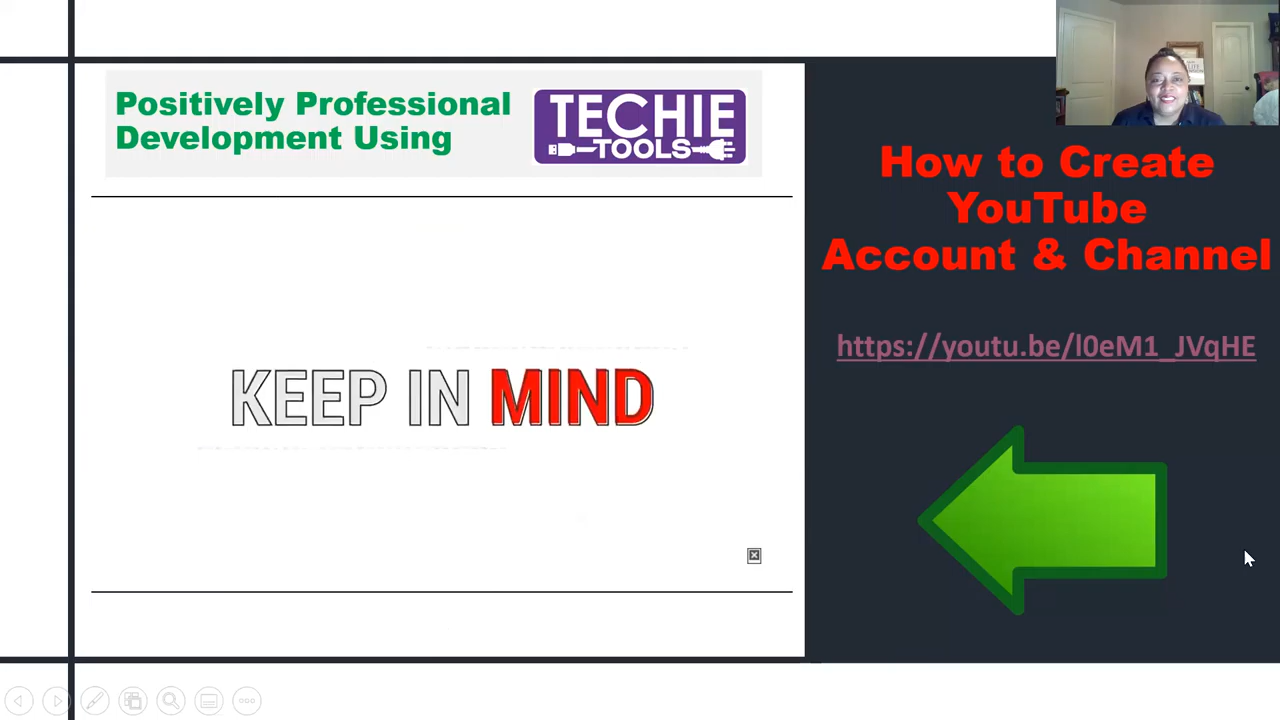 Positively Professional
Development Using
TECHIE
TOOLS
How to Create
YouTube
Account & Channel
https://youtu.be/l0eM1_JVqHE
KEEP IN MIND